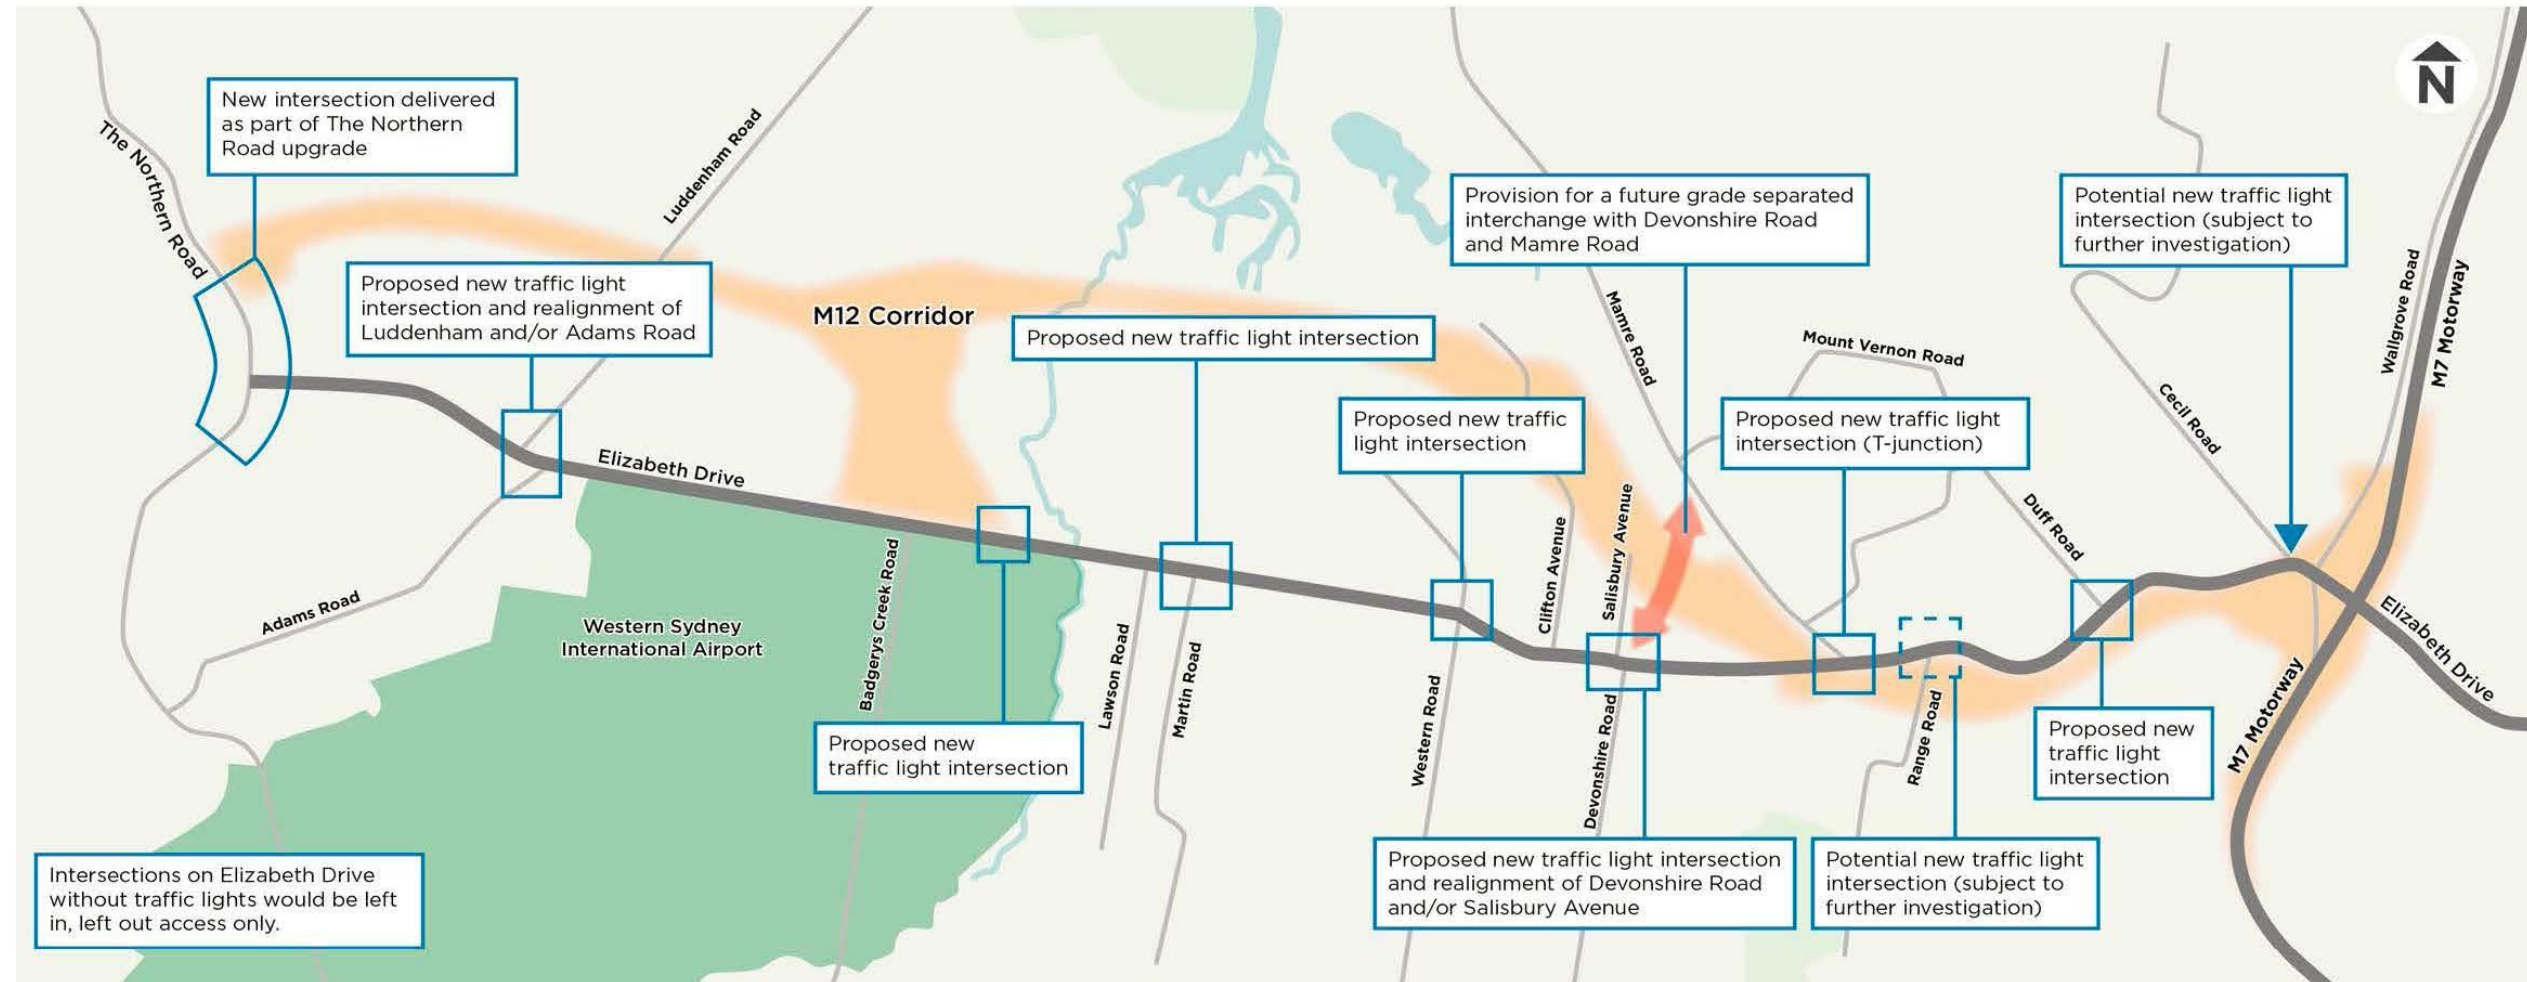 N
The Northern Road
New intersection delivered
as part of The Northern
Road upgrade
Luddenham Road
Proposed new traffic light
intersection and realignment of
Luddenham and/or Adams Road
M12 Corridor
Proposed new traffic light intersection
Provision for a future grade separated
interchange with Devonshire Road
and Mamre Road
Potential new traffic light
intersection (subject to
further investigation)
Wallgrove Road
M7 Motorway
Mamre Road
Mount Vernon Road
Cecil Road
Proposed new traffic
light intersection
Proposed new traffic light
intersection (T-junction)
Elizabeth Drive
Clifton Avenue
Salisbury Avenue
Duff Road
Adams Road
Western Sydney
International Airport
Badgerys Creek Road
Lawson Road
Martin Road
Western Road
Devonshire Road
Range Road
Elizabeth Drive
M7 Motorway
Proposed new
traffic light intersection
Proposed new
traffic light
intersection
Intersections on Elizabeth Drive
without traffic lights would be left
in, left out access only.
Proposed new traffic light intersection
and realignment of Devonshire Road
and/or Salisbury Avenue
Potential new traffic light
intersection (subject to
further investigation)